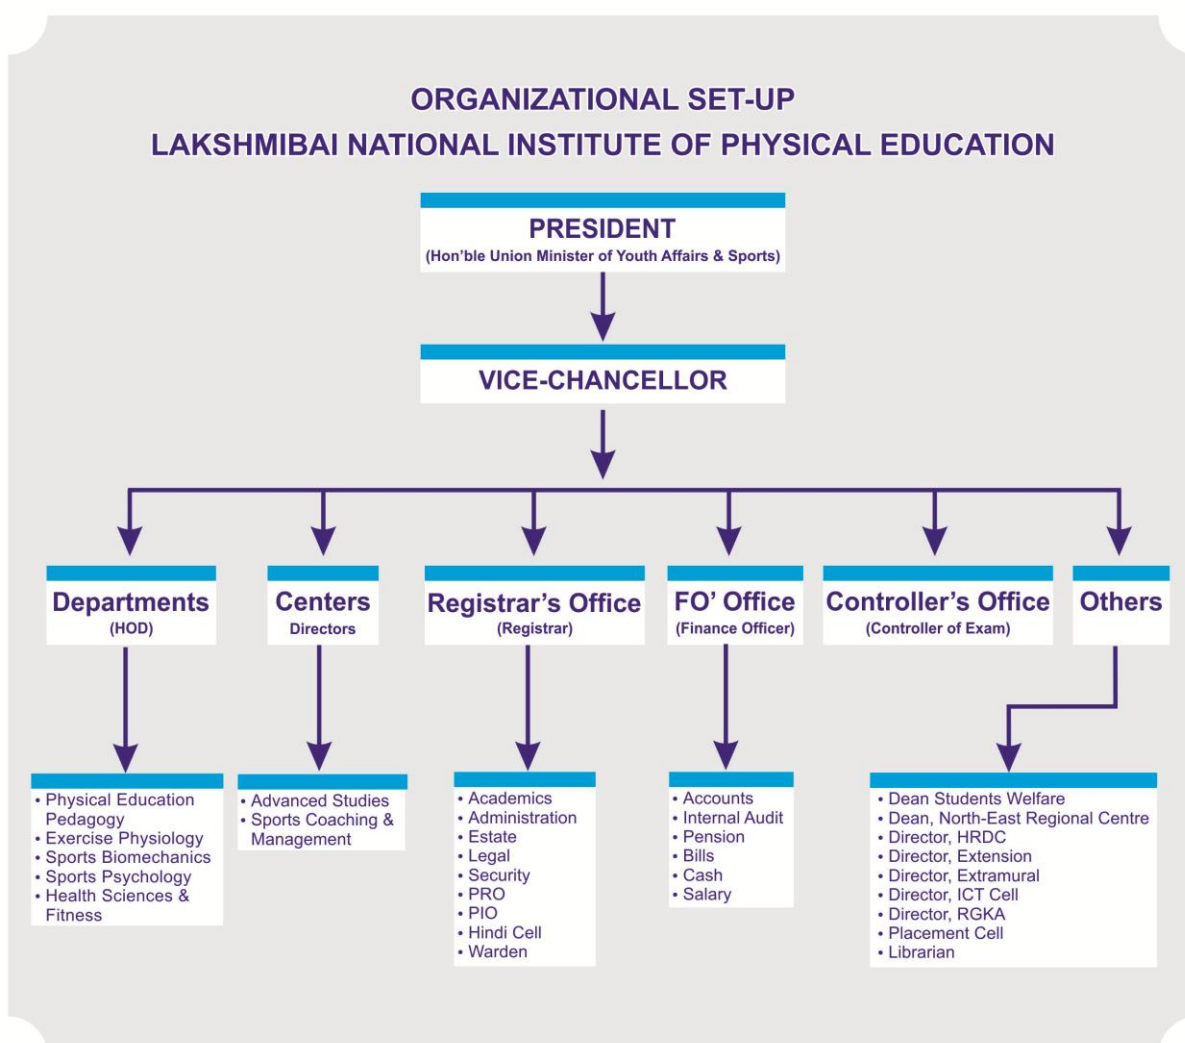 ORGANIZATIONAL SET-UP
LAKSHMIBAI NATIONAL INSTITUTE OF PHYSICAL EDUCATION
PRESIDENT
(Hon'ble Union Minister of Youth Affairs & Sports)
VICE-CHANCELLOR
Departments
(HOD)
Centers
Directors
Registrar's Office
(Registrar)
FO' Office
(Finance Officer)
Controller's Office
(Controller of Exam)
Others
• Physical Education
Pedagogy
• Exercise Physiology
• Sports Biomechanics
• Sports Psychology
• Health Sciences &
Fitness
• Advanced Studies
• Sports Coaching &
Management
• Academics
• Administration
• Estate
• Legal
• Security
• PRO
• PIO
• Hindi Cell
• Warden
• Accounts
• Internal Audit
• Pension
• Bills
• Cash
• Salary
• Dean Students Welfare
• Dean, North-East Regional Centre
• Director, HRDC
• Director, Extension
• Director, Extramural
• Director, ICT Cell
• Director, RGKA
• Placement Cell
• Librarian